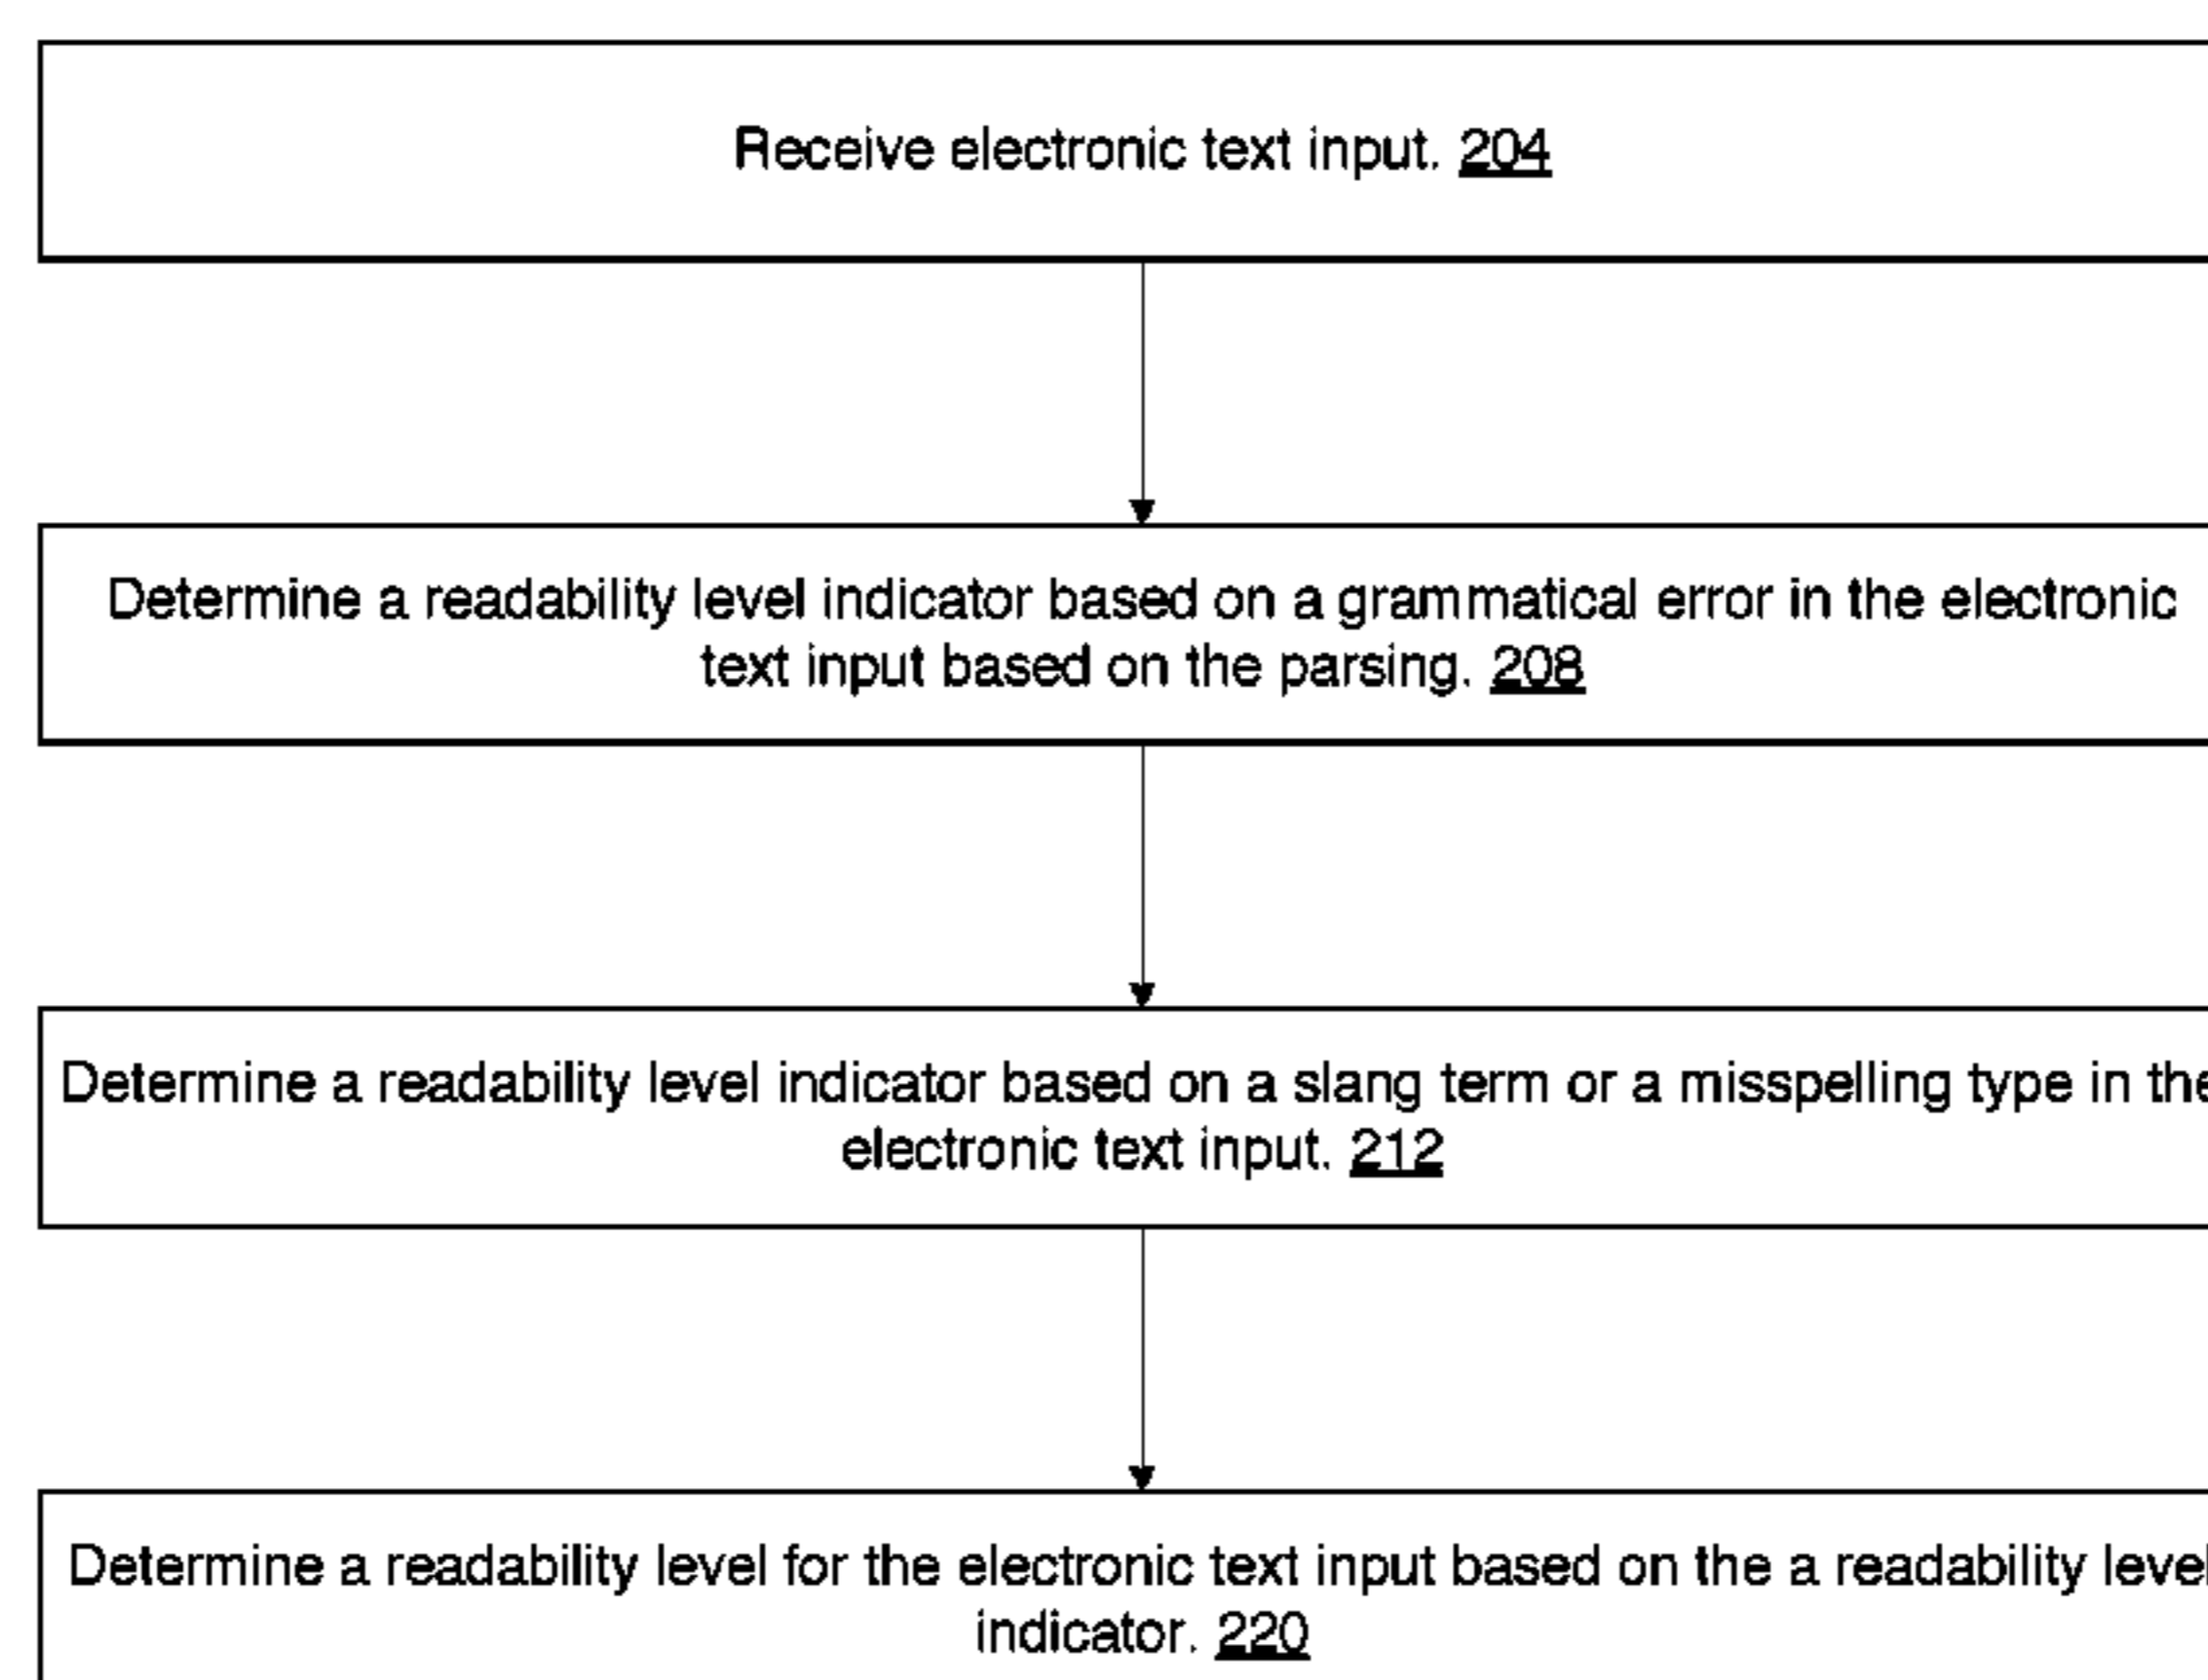 Receive electronic text input. 204
Determine a readability level indicator based on a grammatical error in the electronic
text input based on the parsing. 208
Determine a readability level indicator based on a slang term or a misspelling type in the
electronic text input. 212
Determine a readability level for the electronic text input based on the a readability level
indicator. 220